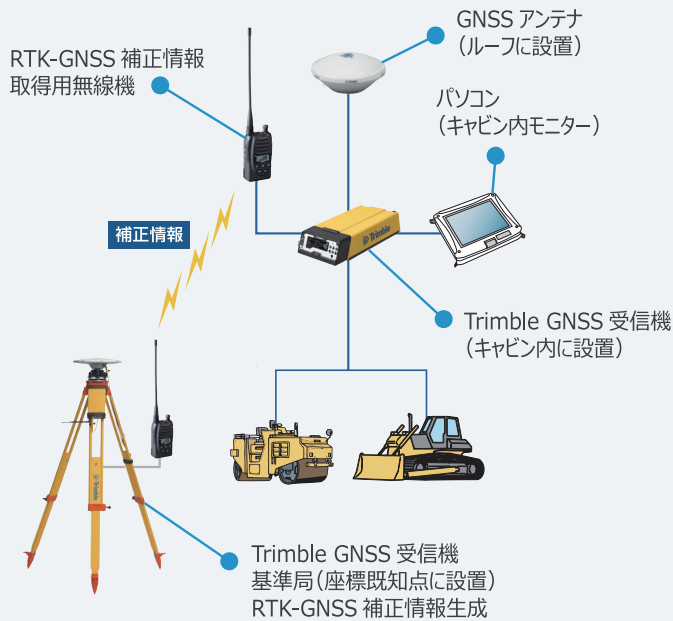 GNSS アンテナ
（ルーフに設置）
RTK-GNSS 補正情報
取得用無線機
パソコン
（キャビン内モニター）
補正情報
Trimble
Trimble GNSS 受信機
（キャビン内に設置）
Trimble
Trimble GNSS 受信機
基準局（座標既知点に設置）
RTK-GNSS 補正情報生成